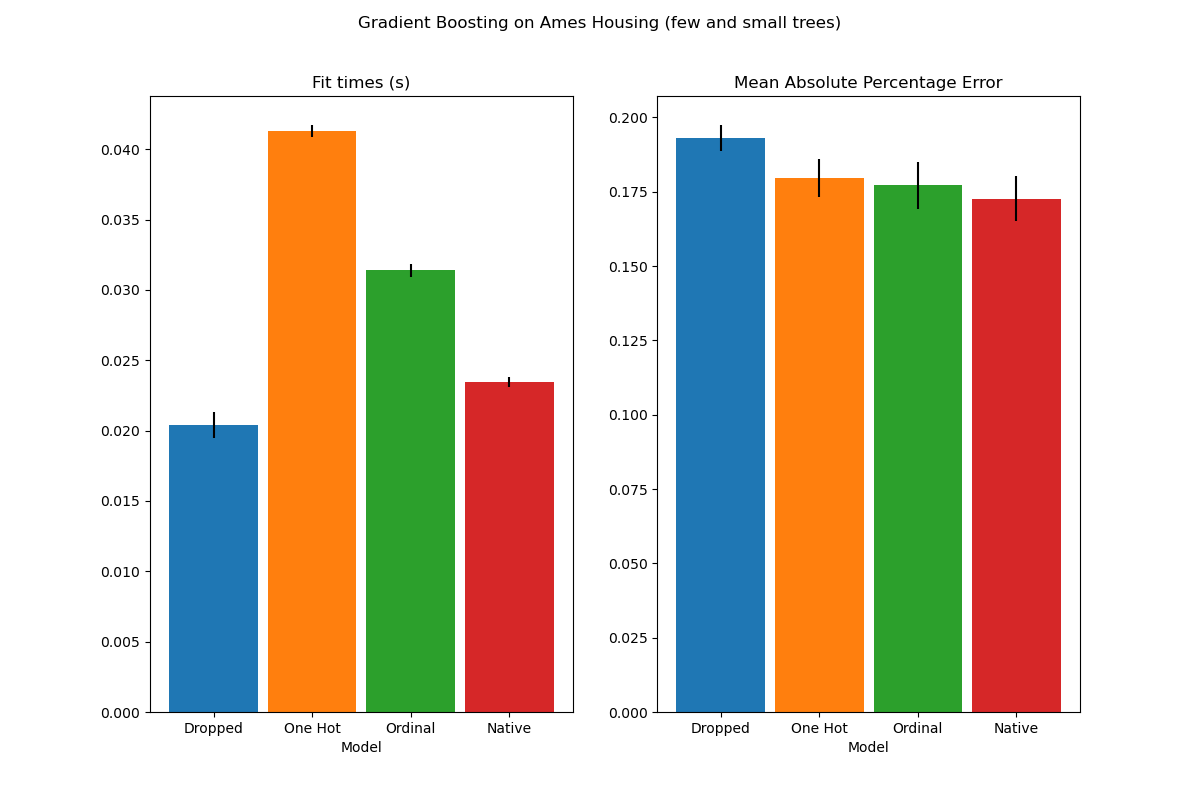 Gradient Boosting on Ames Housing (few and small trees)
Fit times (s)
0.040
0.035
0.030
0.025
0.020
0.015
0.010
0.005
0.000
Dropped One Hot Ordinal Native
Model
Mean Absolute Percentage Error
0.200
0.175
0.150
0.125
0.100
0.075
0.050
0.025
0.000
Dropped One Hot Ordinal Native
Model